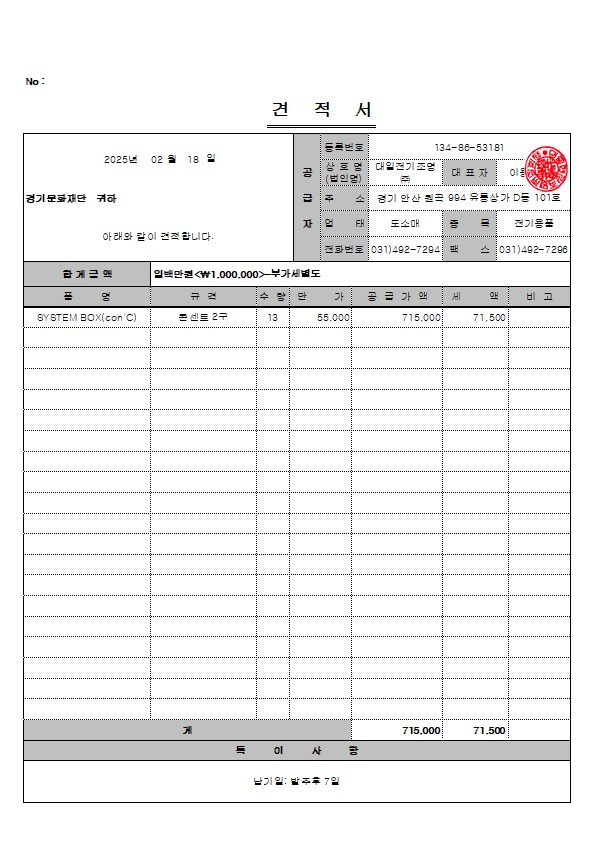 No :
견 적 서
2025년 02 월 18 일
경기문화재단 귀하
아래와 같이 견적합니다.
공 급 자
등록번호 134-86-53181
상 호 명 (법인명) 대일전기조명 ㈜ 대 표 자 이용
주 소 경기 안산 원곡 994 유통상가 D동 101호
업 태 도소매 종 목 전기용품
전화번호 031)492-7294 팩 스 031)492-7296
합 계 금 액 일백만원<₩1,000,000>-부가세별도
품 명 규 격 수 량 단 가 공 급 가 액 세 액 비 고
SYSTEM BOX(con'C) 콘센트 2구 13 55,000 715,000 71,500
계 715,000 71,500
특 이 사 항
납기일: 발주후 7일